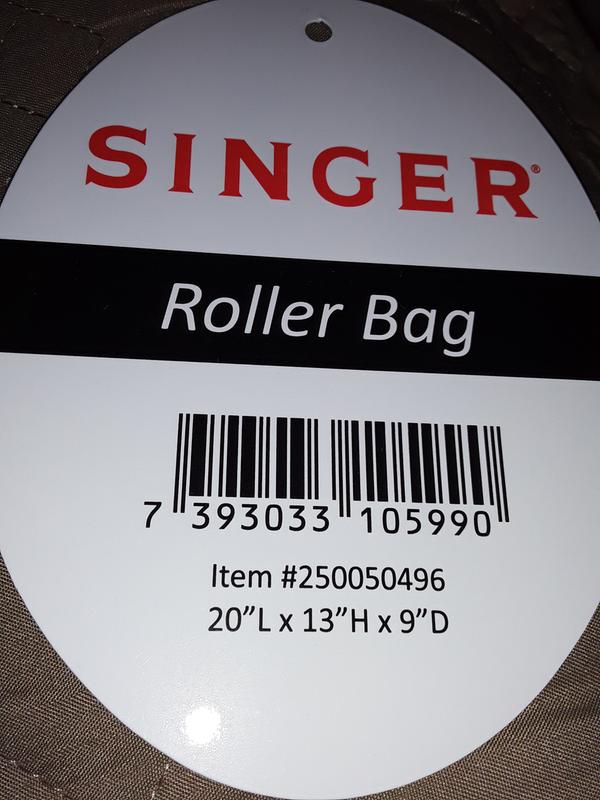 SINGER®
Roller Bag
7 393033 105990
Item #250050496
20”L x 13”H x 9”D